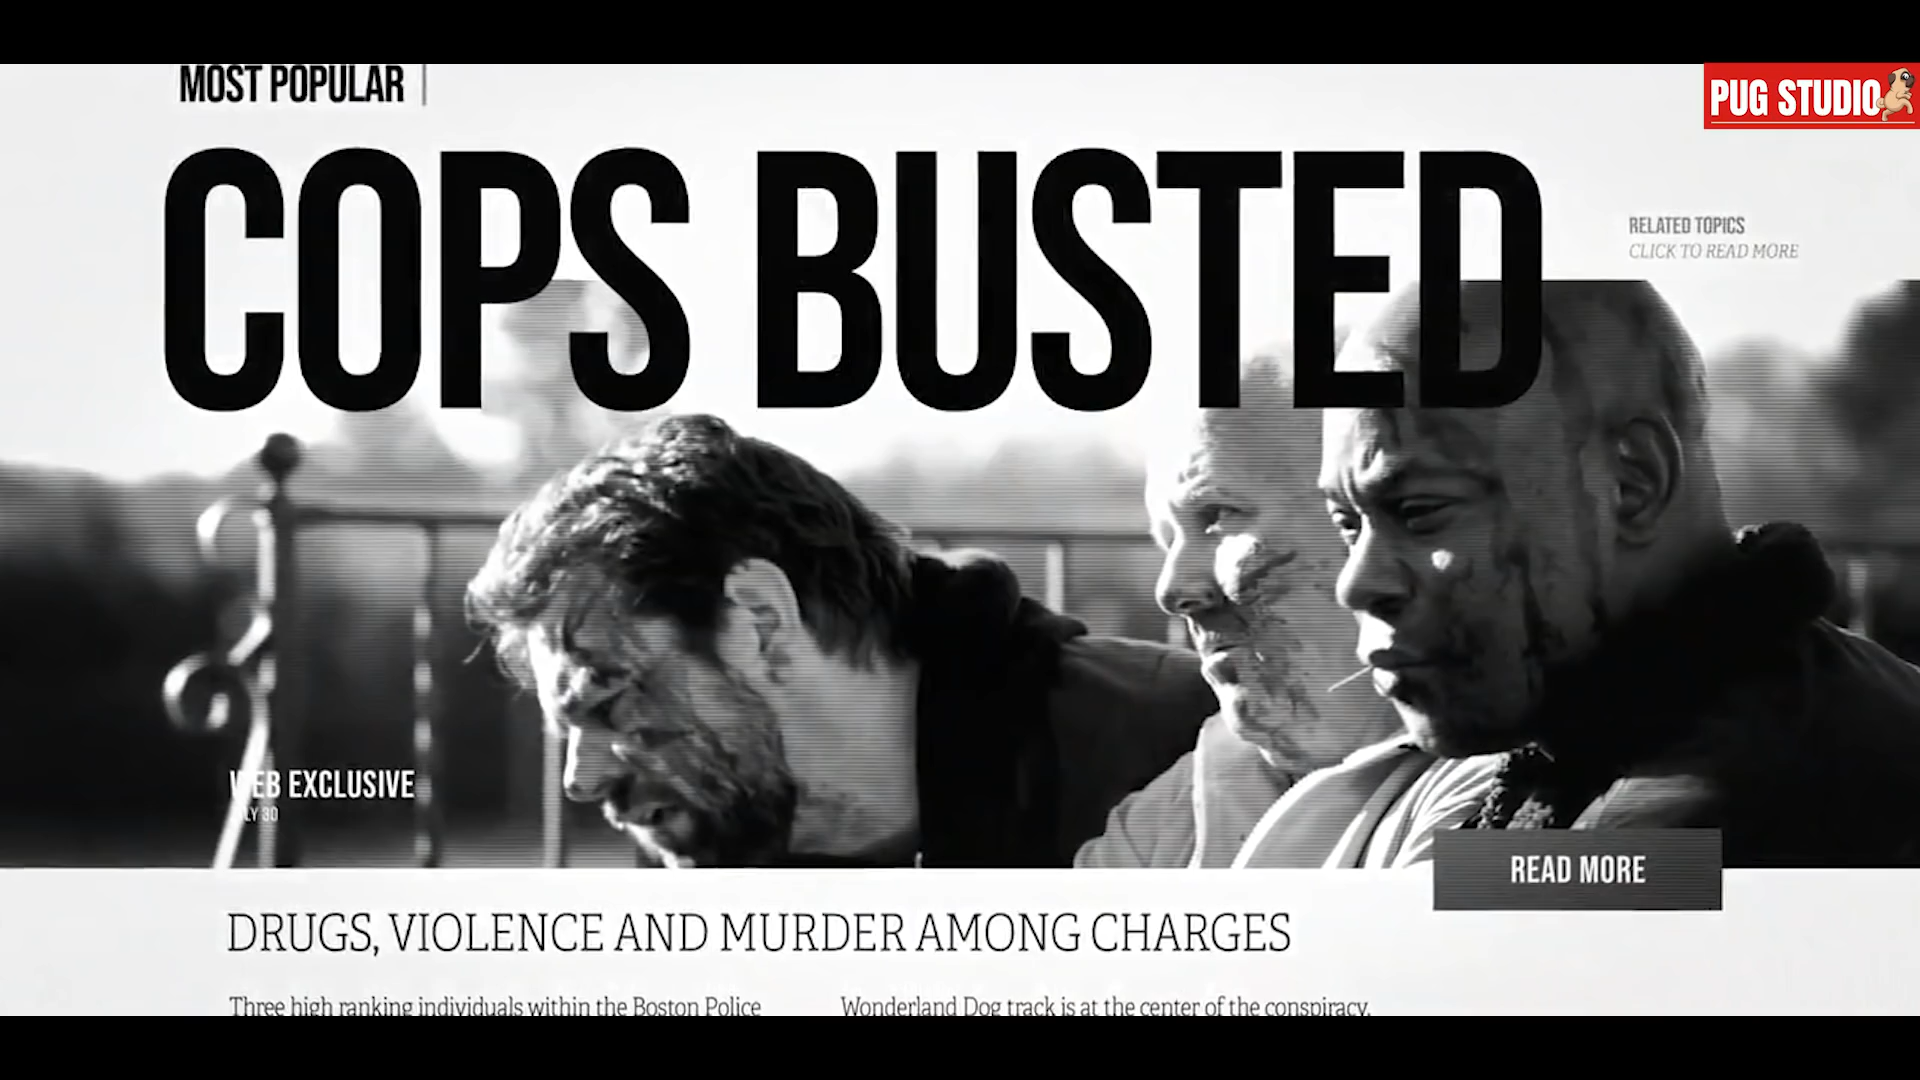 MOST POPULAR
PUG STUDIO
COPS BUSTED
RELATED TOPICS
CLICK TO READ MORE
WEB EXCLUSIVE
30
READ MORE
DRUGS, VIOLENCE AND MURDER AMONG CHARGES
Three high ranking individuals within the Boston Police
Wonderland Dog track is at the center of the conspiracy.